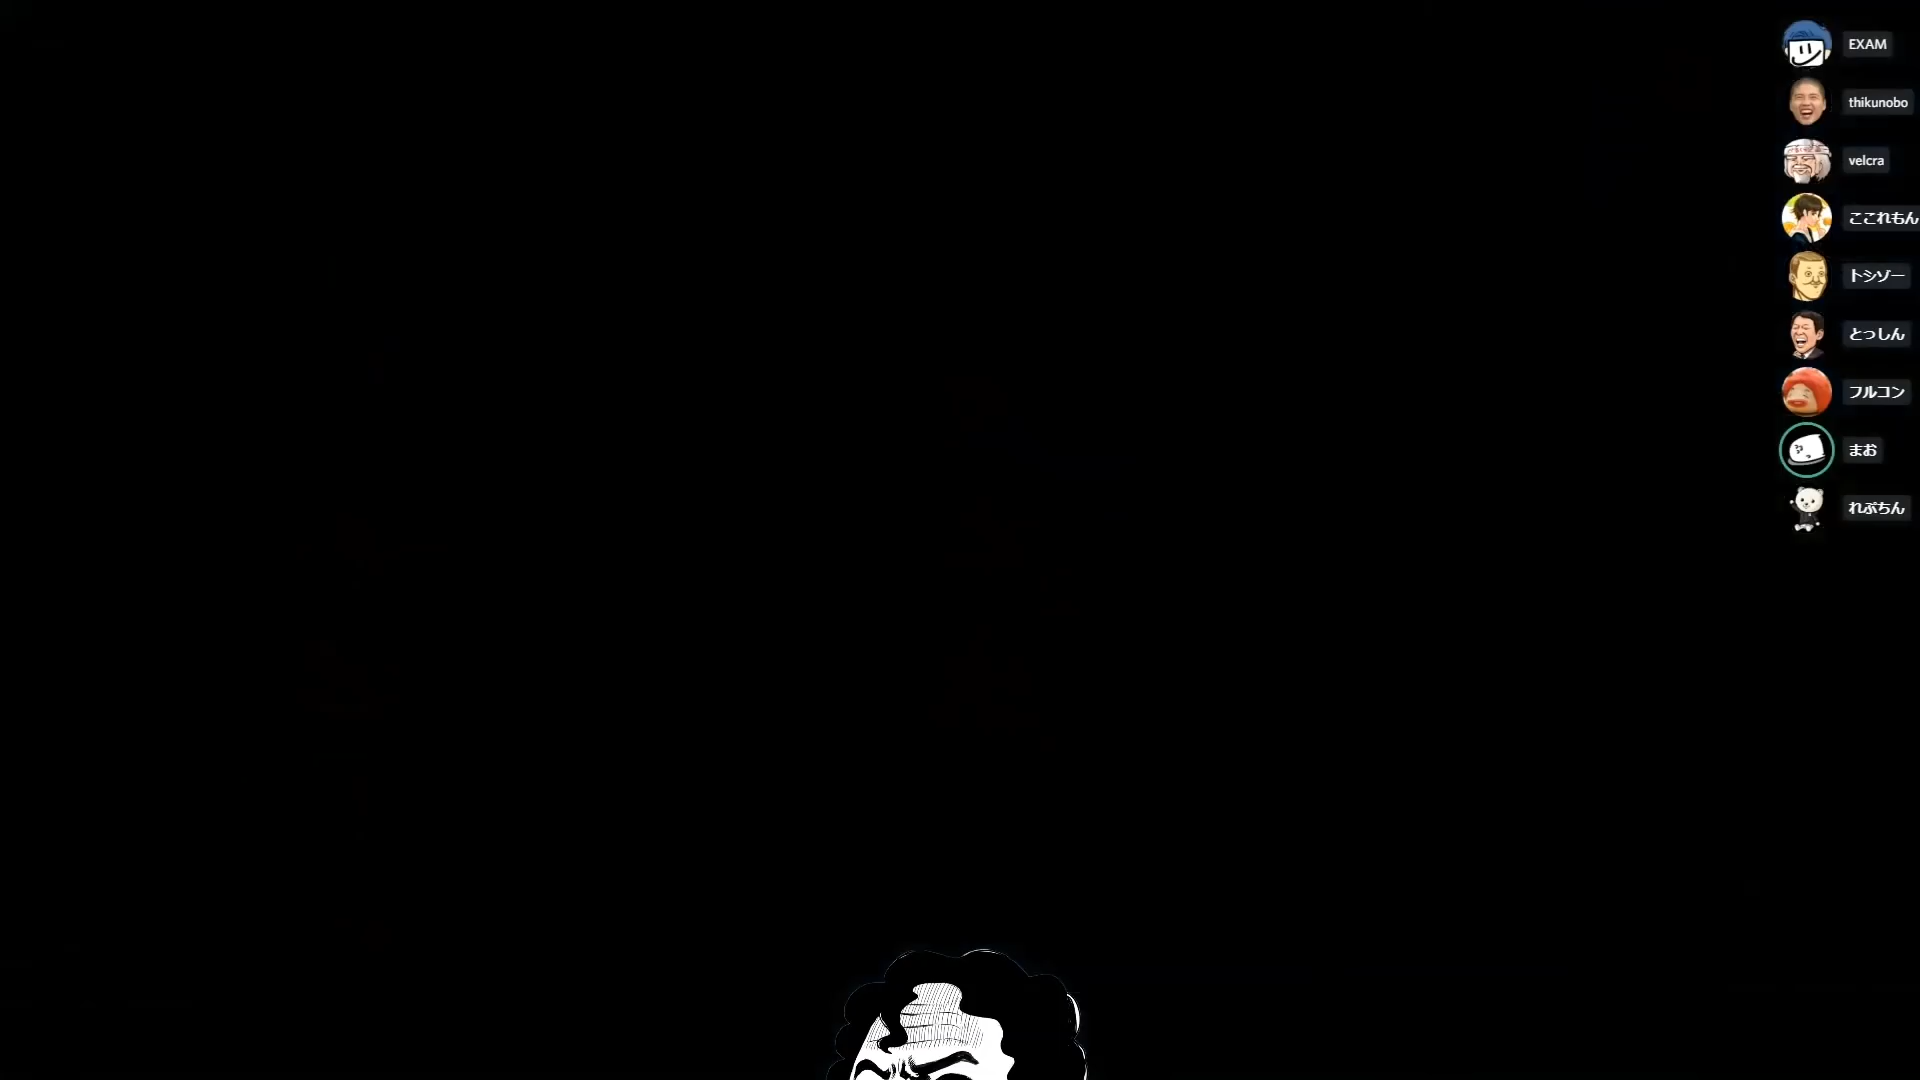 EXAM
thikunobo
velcra
ここれもん
トシゾー
とっしん
フルコン
まお
れぷちん